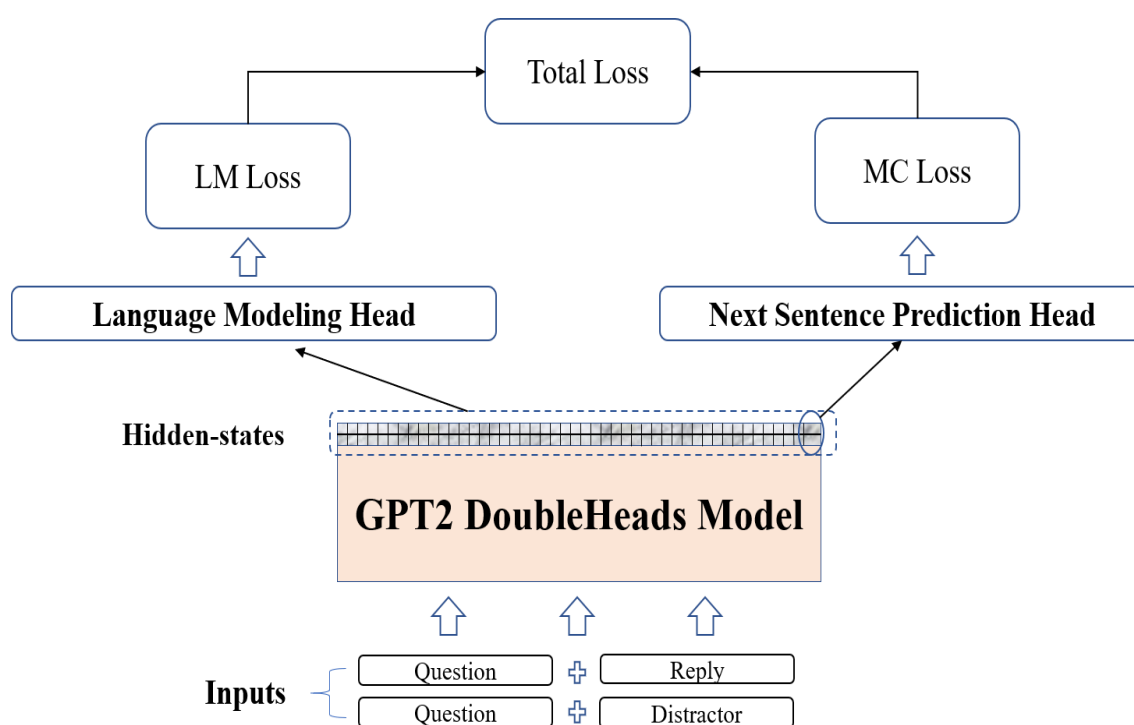 Total Loss
LM Loss
MC Loss
Language Modeling Head
Next Sentence Prediction Head
Hidden-states
GPT2 DoubleHeads Model
Inputs
Question
Reply
Question
Distractor